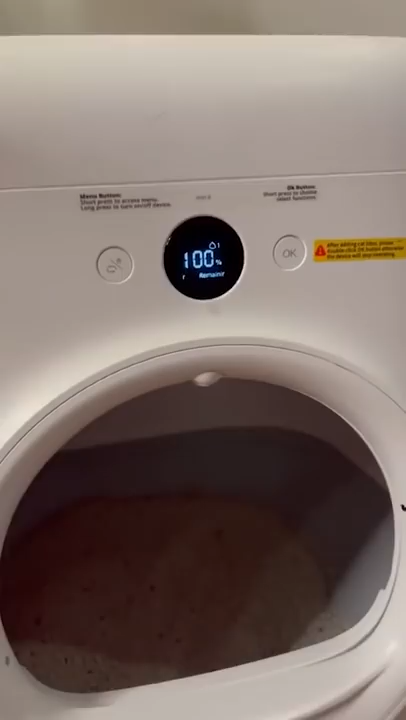 Menu Button:
Short press to access menu.
Long press to turn on/off device.
Ok Button:
Short press to choose
select functions.
1
100%
Remainir
OK
After adding cat litter, please
double-click OK button otherwise
the device will stop working.